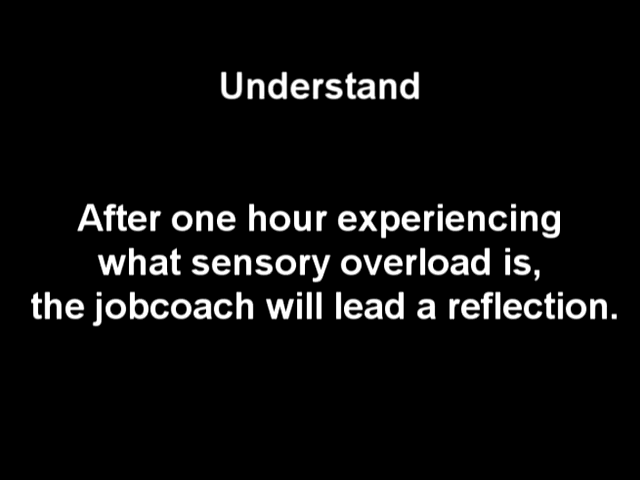 Understand
After one hour experiencing
what sensory overload is,
the jobcoach will lead a reflection.